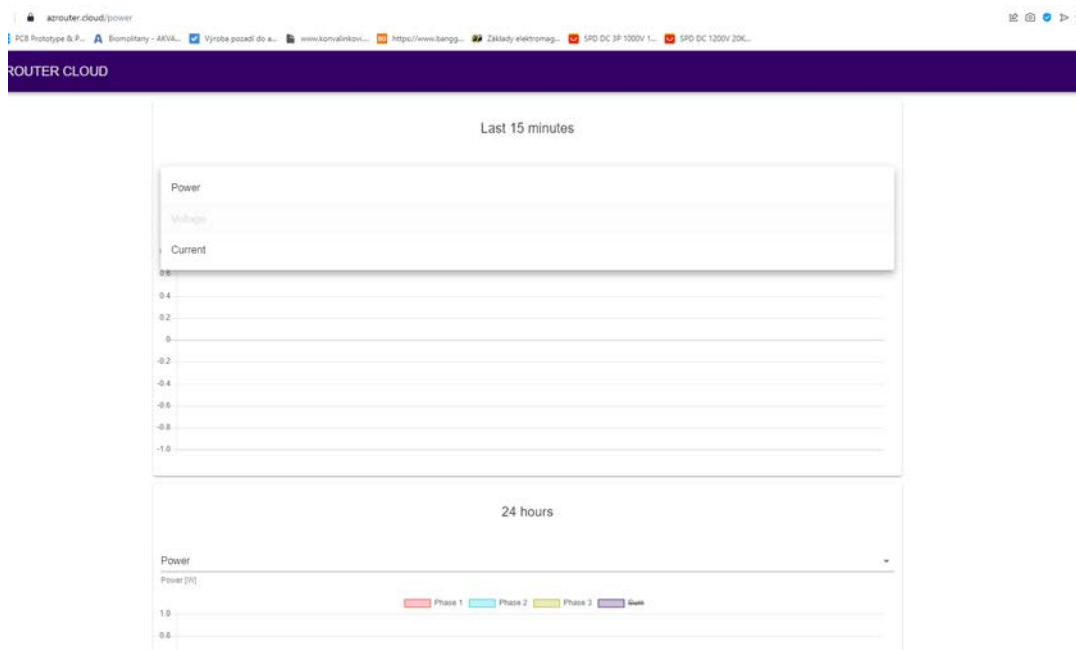 azrouter.cloud/power
PCB Prototype & P... Biomolitany - AKVA... Výroba pozadí do a... www.konvalinkovi... https://www.bangg... Základy elektromag... SPD DC 3P 1000V 1... SPD DC 1200V 20K...
ROUTER CLOUD
Last 15 minutes
Power
Voltage
Current
0.6
0.4
0.2
0
-0.2
-0.4
-0.6
-0.8
-1.0
24 hours
Power
Power [W]
Phase 1 Phase 2 Phase 3 Sum
1.0
0.8